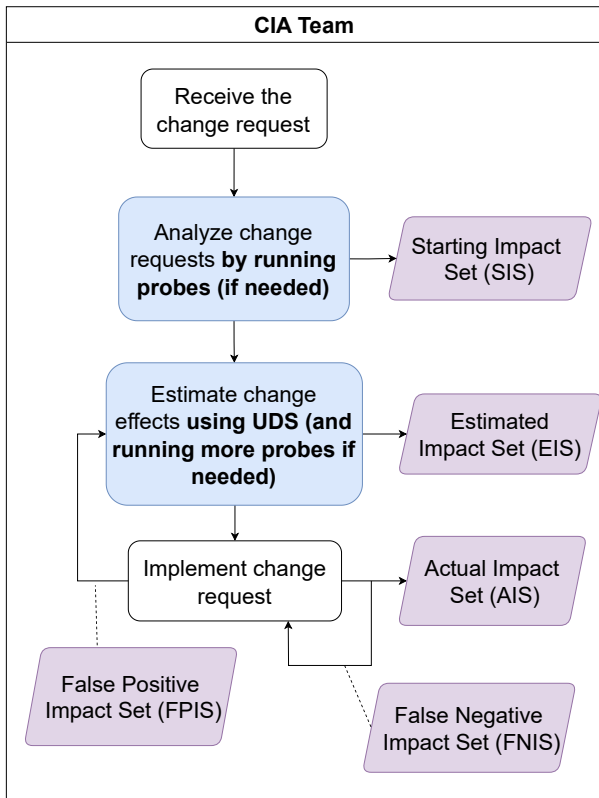 CIA Team
Receive the
change request
Analyze change
requests by running
probes (if needed)
Starting Impact
Set (SIS)
Estimate change
effects using UDS (and
running more probes if
needed)
Estimated
Impact Set (EIS)
Implement change
request
Actual Impact
Set (AIS)
False Positive
Impact Set (FPIS)
False Negative
Impact Set (FNIS)